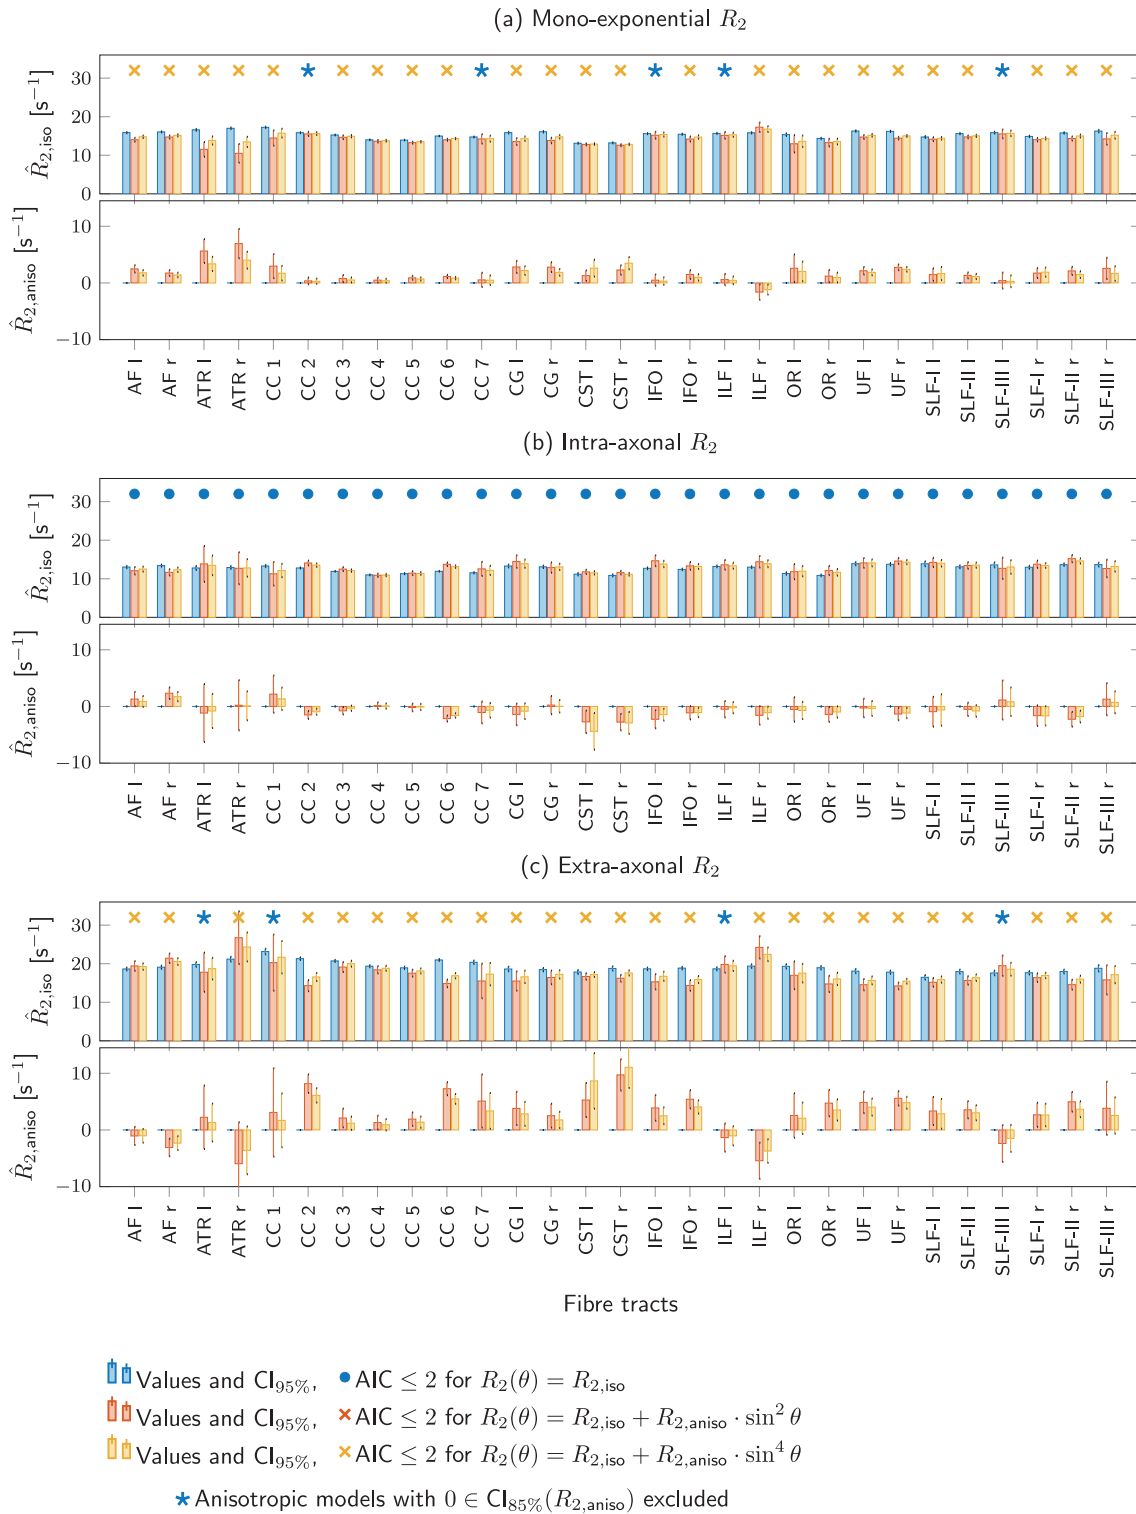 (a) Mono-exponential R₂
R̂₂,iso [s⁻¹]
30
20
10
0
R̂₂,aniso [s⁻¹]
10
0
−10
AF l AF r ATR l ATR r CC 1 CC 2 CC 3 CC 4 CC 5 CC 6 CC 7 CG l CG r CST l CST r IFO l IFO r ILF l ILF r OR l OR r UF l UF r SLF-I l SLF-II l SLF-III l SLF-I r SLF-II r SLF-III r
(b) Intra-axonal R₂
R̂₂,iso [s⁻¹]
30
20
10
0
R̂₂,aniso [s⁻¹]
10
0
−10
AF l AF r ATR l ATR r CC 1 CC 2 CC 3 CC 4 CC 5 CC 6 CC 7 CG l CG r CST l CST r IFO l IFO r ILF l ILF r OR l OR r UF l UF r SLF-I l SLF-II l SLF-III l SLF-I r SLF-II r SLF-III r
(c) Extra-axonal R₂
R̂₂,iso [s⁻¹]
30
20
10
0
R̂₂,aniso [s⁻¹]
10
0
−10
AF l AF r ATR l ATR r CC 1 CC 2 CC 3 CC 4 CC 5 CC 6 CC 7 CG l CG r CST l CST r IFO l IFO r ILF l ILF r OR l OR r UF l UF r SLF-I l SLF-II l SLF-III l SLF-I r SLF-II r SLF-III r
Fibre tracts
Values and CI95%, AIC ≤ 2 for R₂(θ) = R₂,iso
Values and CI95%, AIC ≤ 2 for R₂(θ) = R₂,iso + R₂,aniso · sin² θ
Values and CI95%, AIC ≤ 2 for R₂(θ) = R₂,iso + R₂,aniso · sin⁴ θ
Anisotropic models with 0 ∈ CI85%(R₂,aniso) excluded